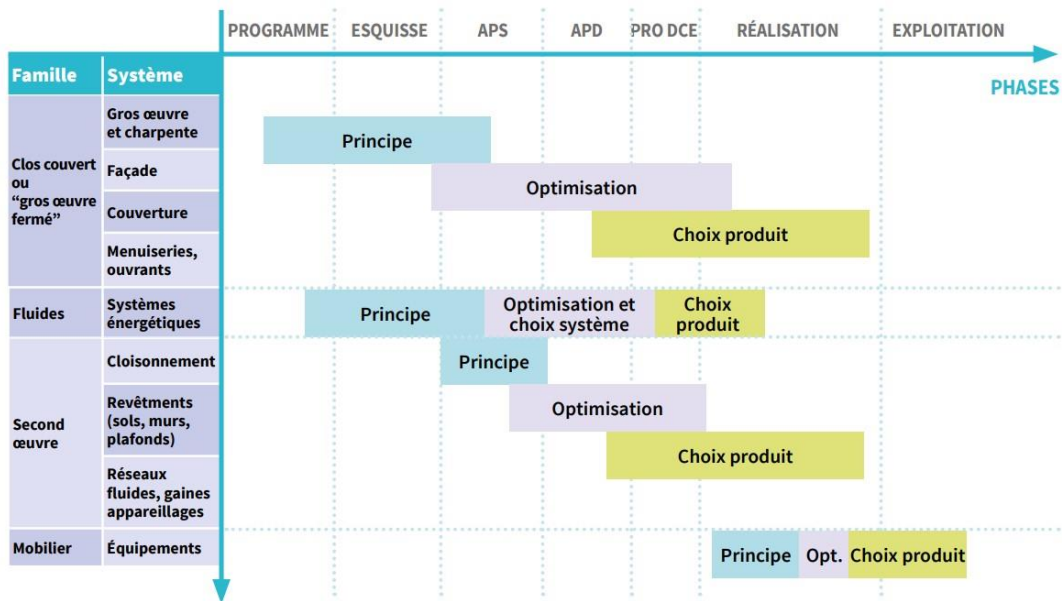 PROGRAMME ESQUISSE APS APD PRO DCE RÉALISATION EXPLOITATION
PHASES
Famille Système
Clos couvert
ou
“gros œuvre
fermé”
Gros œuvre
et charpente
Façade
Couverture
Menuiseries,
ouvrants
Principe
Optimisation
Choix produit
Fluides
Systèmes
énergétiques
Principe
Optimisation et
choix système
Choix
produit
Second
œuvre
Cloisonnement
Revêtments
(sols, murs,
plafonds)
Réseaux
fluides, gaines
appareillages
Principe
Optimisation
Choix produit
Mobilier
Équipements
Principe
Opt.
Choix produit